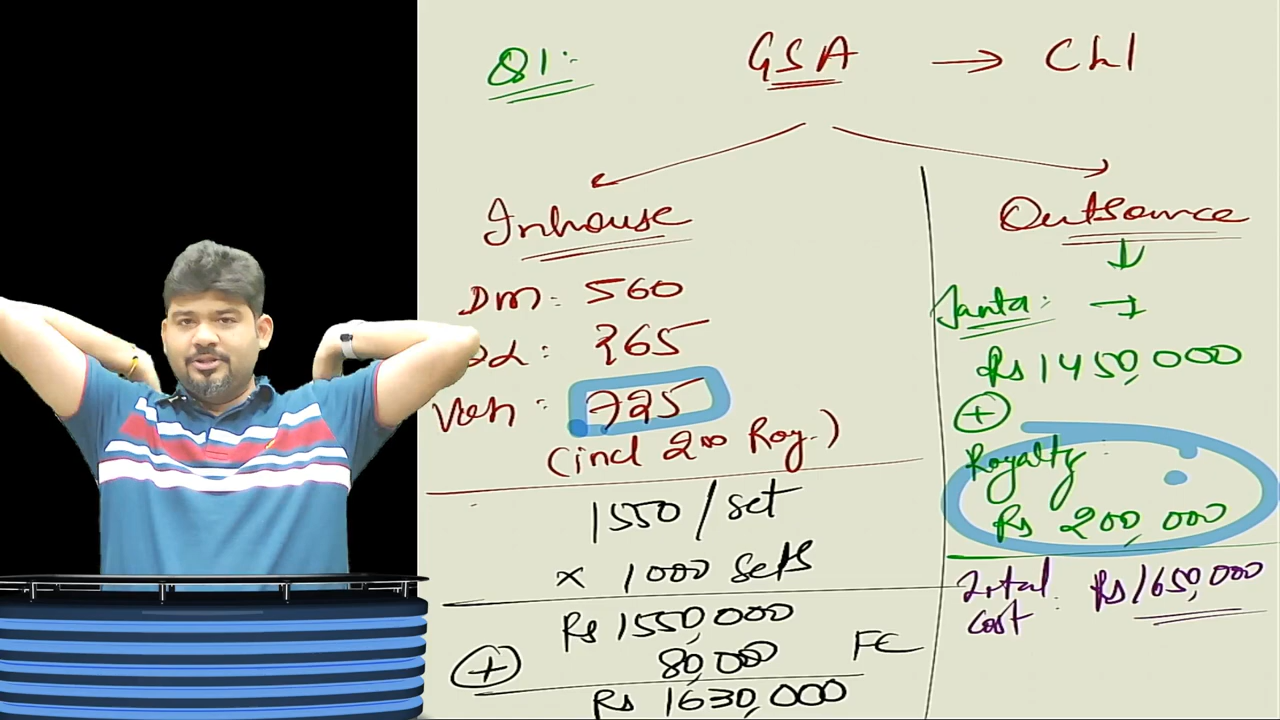 Q1:
GSA → Ch1
Inhouse
DM: 560
DL: 265
VOH: 725
(incl 200 Roy.)
1550/set
x 1000 sets
Rs 1550,000
+ 80,000 FC
Rs 1630,000
Outsource
Janta: →
Rs 1450,000
+
Royalty
Rs 200,000
Total cost: Rs 1650,000